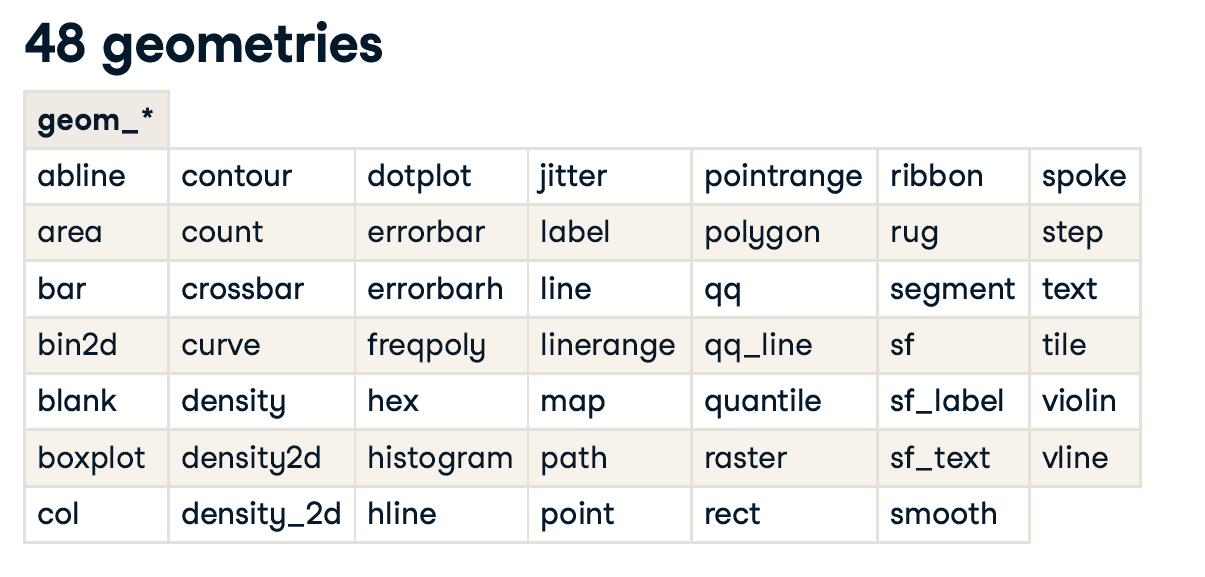 48 geometries
geom_*
abline contour dotplot jitter pointrange ribbon spoke
area count errorbar label polygon rug step
bar crossbar errorbarh line qq segment text
bin2d curve freqpoly linerange qq_line sf tile
blank density hex map quantile sf_label violin
boxplot density2d histogram path raster sf_text vline
col density_2d hline point rect smooth